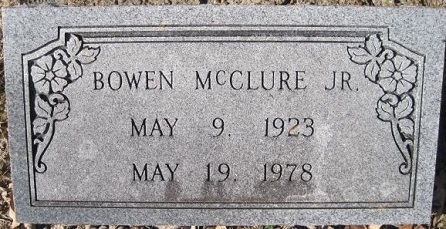 BOWEN McCLURE JR.
MAY 9. 1923
MAY 19. 1978